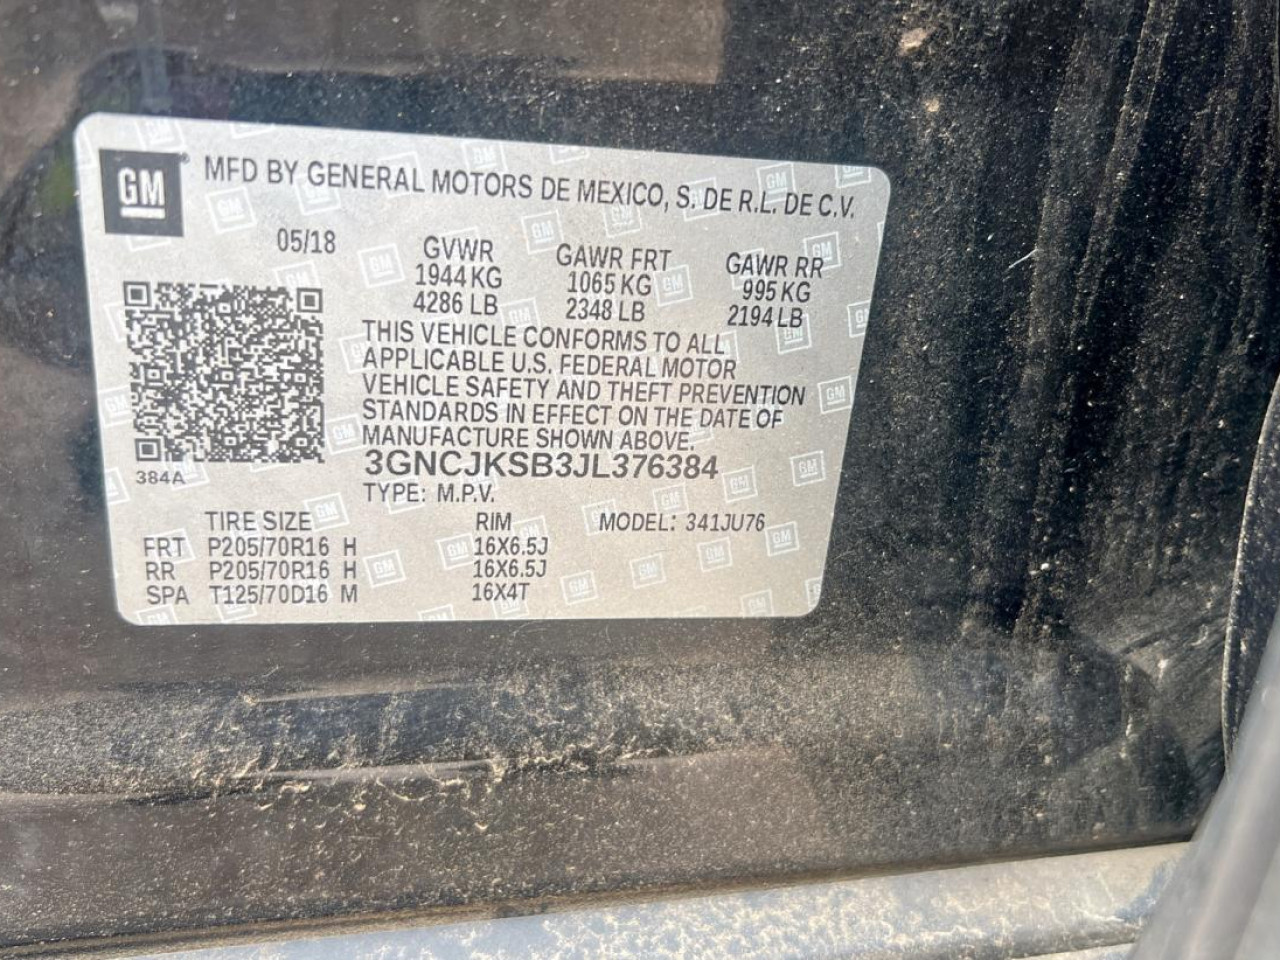 GM® MFD BY GENERAL MOTORS DE MEXICO, S. DE R.L. DE C.V.
05/18
GVWR GAWR FRT GAWR RR
1944 KG 1065 KG 995 KG
4286 LB 2348 LB 2194 LB
THIS VEHICLE CONFORMS TO ALL
APPLICABLE U.S. FEDERAL MOTOR
VEHICLE SAFETY AND THEFT PREVENTION
STANDARDS IN EFFECT ON THE DATE OF
MANUFACTURE SHOWN ABOVE.
384A
3GNCJKSB3JL376384
TYPE: M.P.V.
TIRE SIZE RIM MODEL: 341JU76
FRT P205/70R16 H 16X6.5J
RR P205/70R16 H 16X6.5J
SPA T125/70D16 M 16X4T